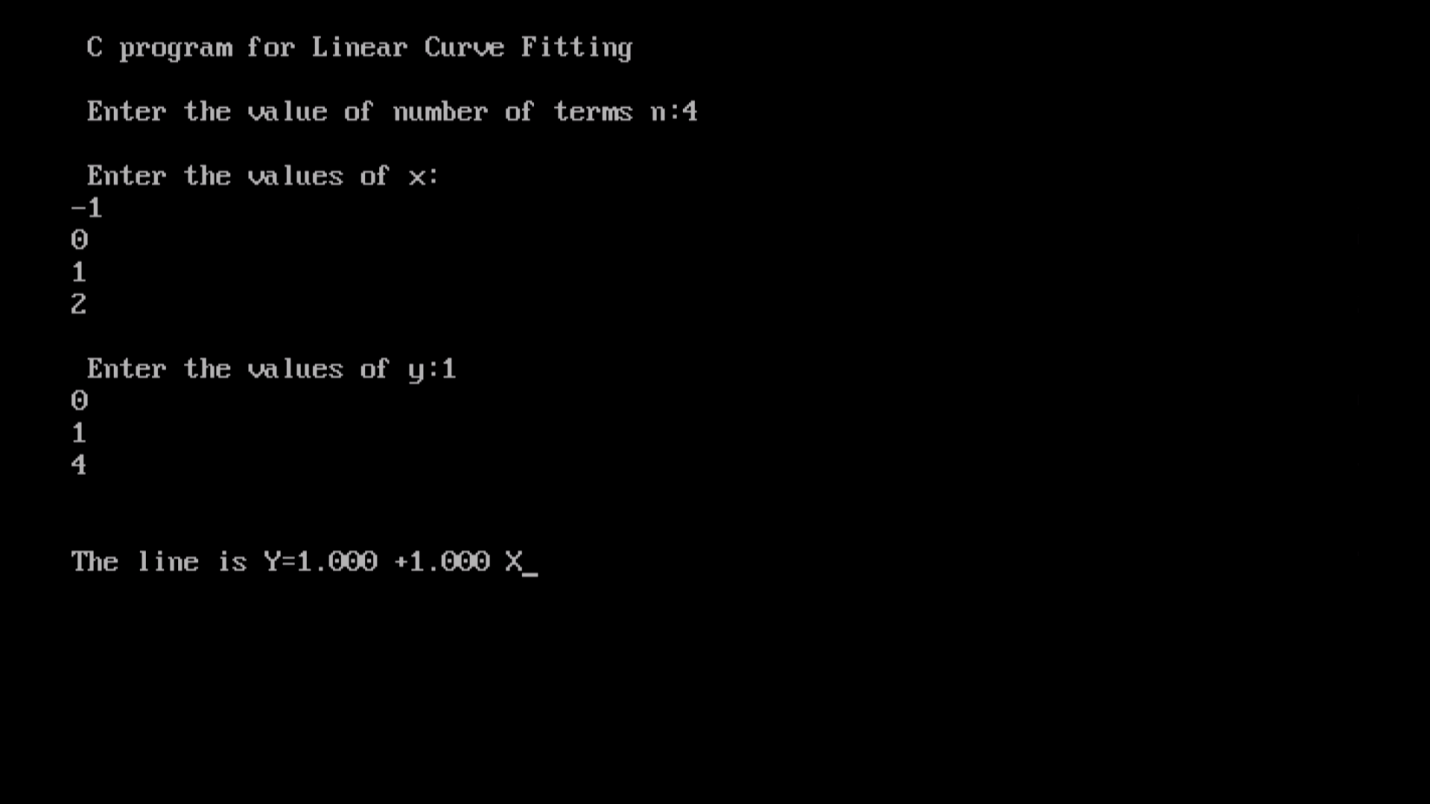 C program for Linear Curve Fitting
Enter the value of number of terms n:4
Enter the values of x:
-1
0
1
2
Enter the values of y:1
0
1
4
The line is Y=1.000 +1.000 X_